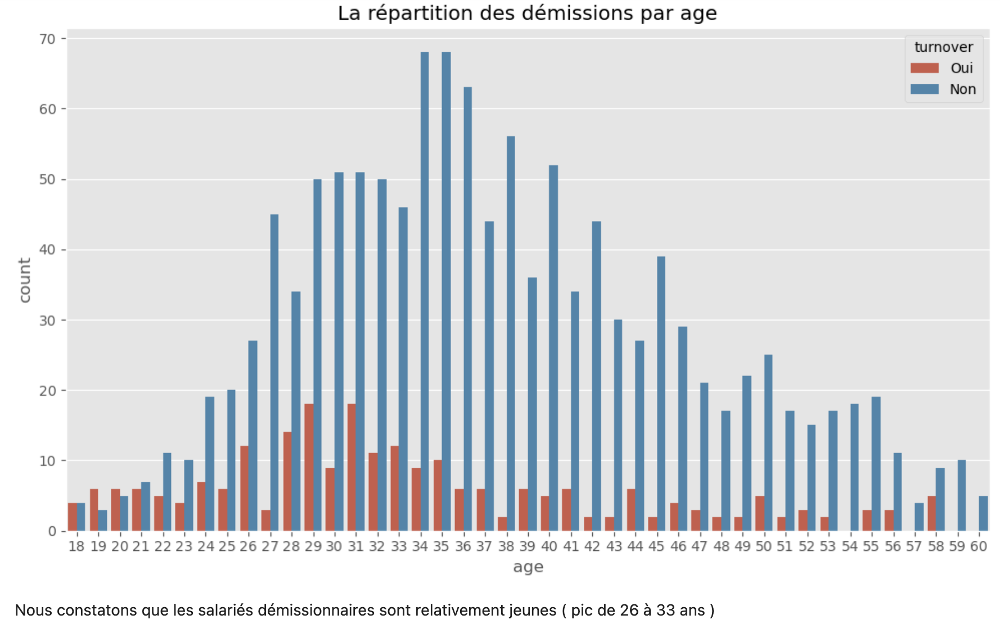 La répartition des démissions par age
turnover
Oui
Non
70
60
50
40
30
20
10
0
count
18 19 20 21 22 23 24 25 26 27 28 29 30 31 32 33 34 35 36 37 38 39 40 41 42 43 44 45 46 47 48 49 50 51 52 53 54 55 56 57 58 59 60
age
Nous constatons que les salariés démissionnaires sont relativement jeunes ( pic de 26 à 33 ans )